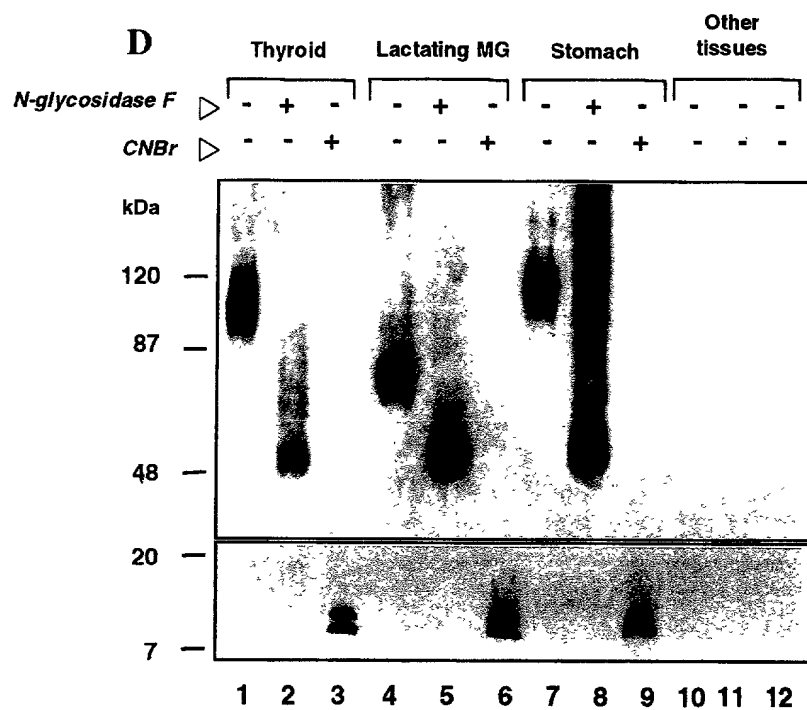 D
Thyroid Lactating MG Stomach Other tissues
N-glycosidase F ▷ - + - - + - - + - - - -
CNBr ▷ - - + - - + - - + - - -
kDa
120
87
48
20
7
1 2 3 4 5 6 7 8 9 10 11 12